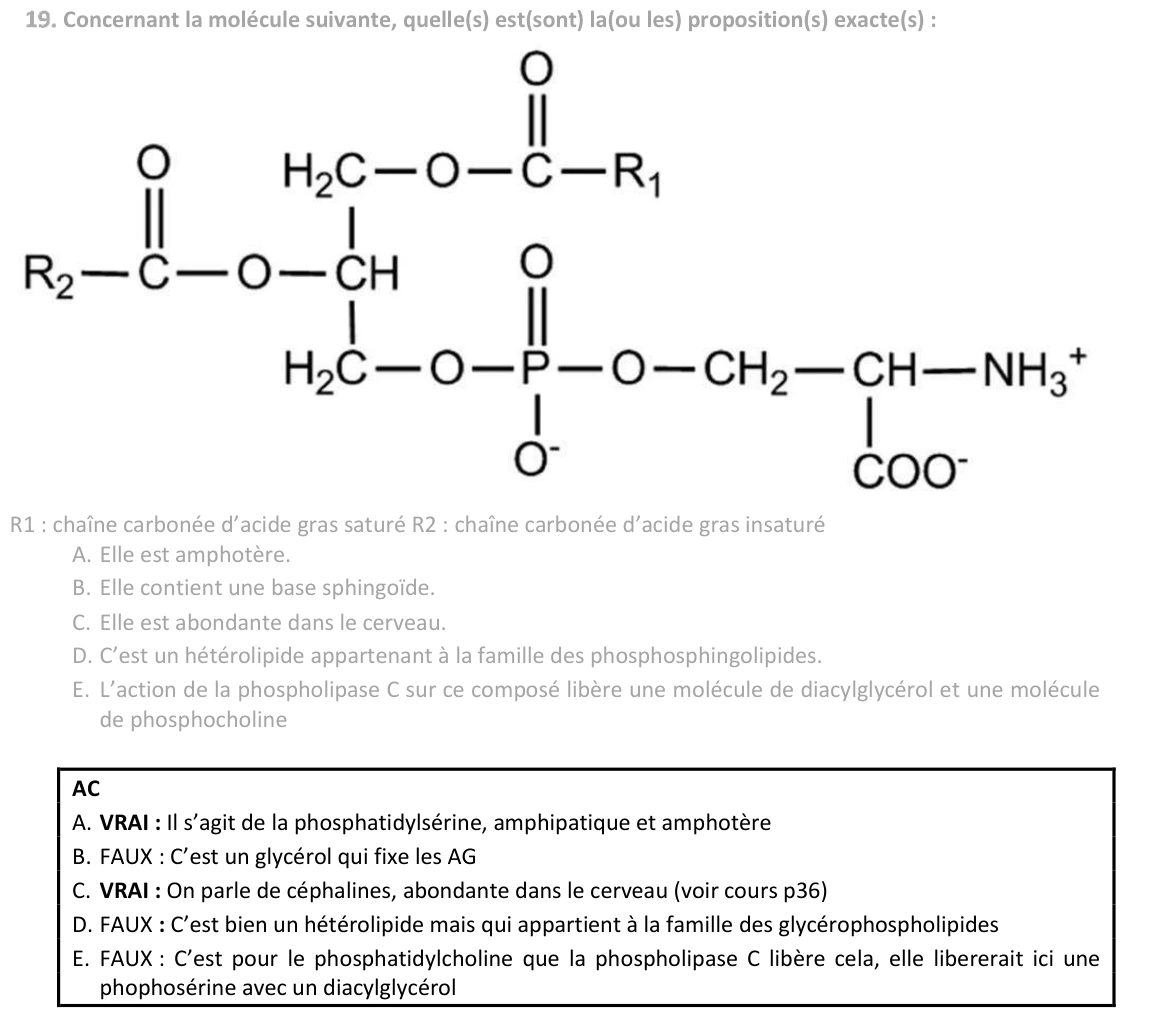 19. Concernant la molécule suivante, quelle(s) est(sont) la(ou les) proposition(s) exacte(s) :
O
O
H₂C—O—C—R₁
R₂—C—O—CH
O
H₂C—O—P—O—CH₂—CH—NH₃⁺
O⁻
COO⁻
R1 : chaîne carbonée d’acide gras saturé R2 : chaîne carbonée d’acide gras insaturé
A. Elle est amphotère.
B. Elle contient une base sphingoïde.
C. Elle est abondante dans le cerveau.
D. C’est un hétérolipide appartenant à la famille des phosphosphingolipides.
E. L’action de la phospholipase C sur ce composé libère une molécule de diacylglycérol et une molécule
de phosphocholine
AC
A. VRAI : Il s’agit de la phosphatidylsérine, amphipatique et amphotère
B. FAUX : C’est un glycérol qui fixe les AG
C. VRAI : On parle de céphalines, abondante dans le cerveau (voir cours p36)
D. FAUX : C’est bien un hétérolipide mais qui appartient à la famille des glycérophospholipides
E. FAUX : C’est pour le phosphatidylcholine que la phospholipase C libère cela, elle libererait ici une
phophosérine avec un diacylglycérol